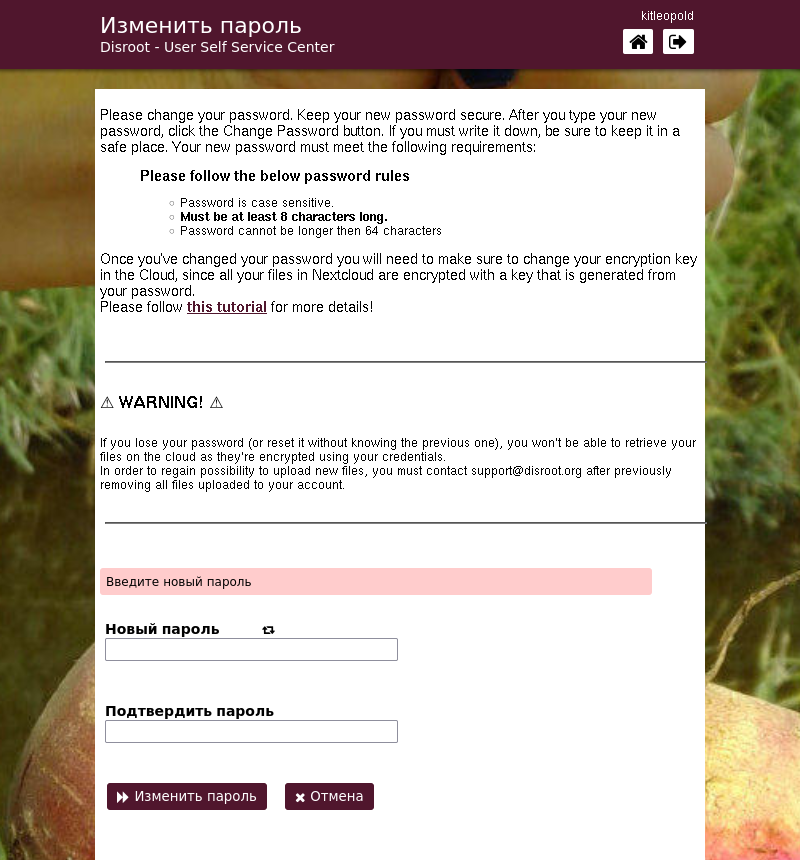 Изменить пароль
kitleopold
Disroot - User Self Service Center
Please change your password. Keep your new password secure. After you type your new
password, click the Change Password button. If you must write it down, be sure to keep it in a
safe place. Your new password must meet the following requirements:
Please follow the below password rules
Password is case sensitive.
Must be at least 8 characters long.
Password cannot be longer then 64 characters
Once you've changed your password you will need to make sure to change your encryption key
in the Cloud, since all your files in Nextcloud are encrypted with a key that is generated from
your password.
Please follow this tutorial for more details!
⚠ WARNING! ⚠
If you lose your password (or reset it without knowing the previous one), you won't be able to retrieve your
files on the cloud as they're encrypted using your credentials.
In order to regain possibility to upload new files, you must contact support@disroot.org after previously
removing all files uploaded to your account.
Введите новый пароль
Новый пароль
Подтвердить пароль
Изменить пароль
Отмена